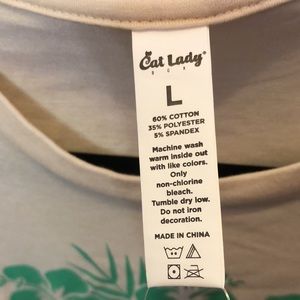 Cat Lady
BOX
L
60% COTTON
35% POLYESTER
5% SPANDEX
Machine wash
warm inside out
with like colors.
Only
non-chlorine
bleach.
Tumble dry low.
Do not iron
decoration.
MADE IN CHINA